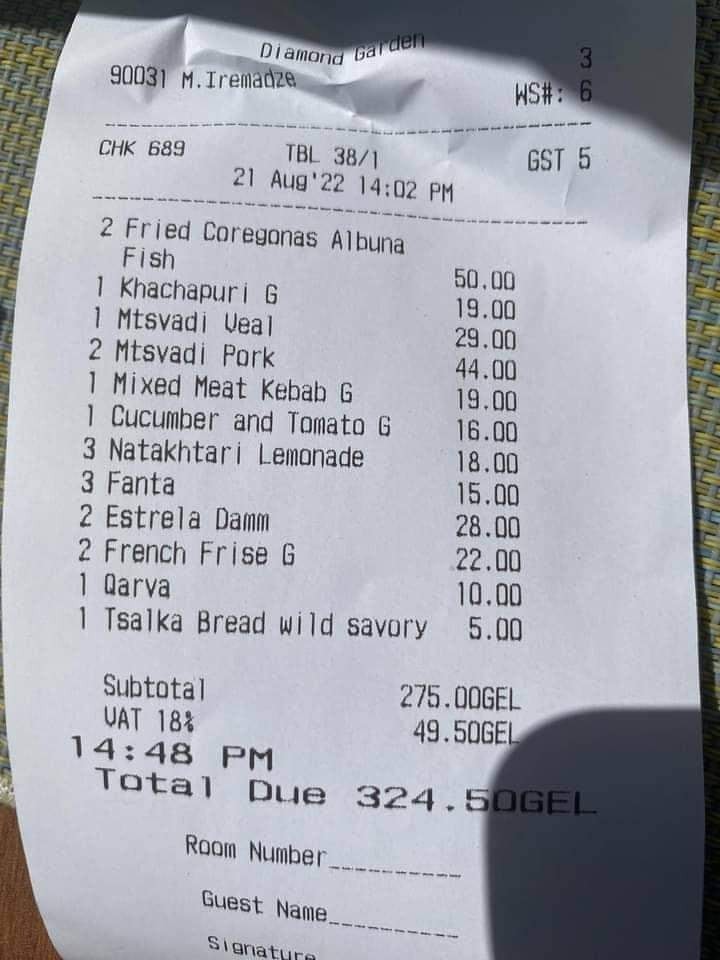 Diamond Garden
3
90031 M.Iremadze WS#: 6
CHK 689 TBL 38/1 GST 5
21 Aug'22 14:02 PM
2 Fried Coregonas Albuna
Fish 50.00
1 Khachapuri G 19.00
1 Mtsvadi Veal 29.00
2 Mtsvadi Pork 44.00
1 Mixed Meat Kebab G 19.00
1 Cucumber and Tomato G 16.00
3 Natakhtari Lemonade 18.00
3 Fanta 15.00
2 Estrela Damm 28.00
2 French Frise G 22.00
1 Qarva 10.00
1 Tsalka Bread wild savory 5.00
Subtotal 275.00GEL
VAT 18% 49.50GEL
14:48 PM
Total Due 324.50GEL
Room Number__________
Guest Name__________
Signature